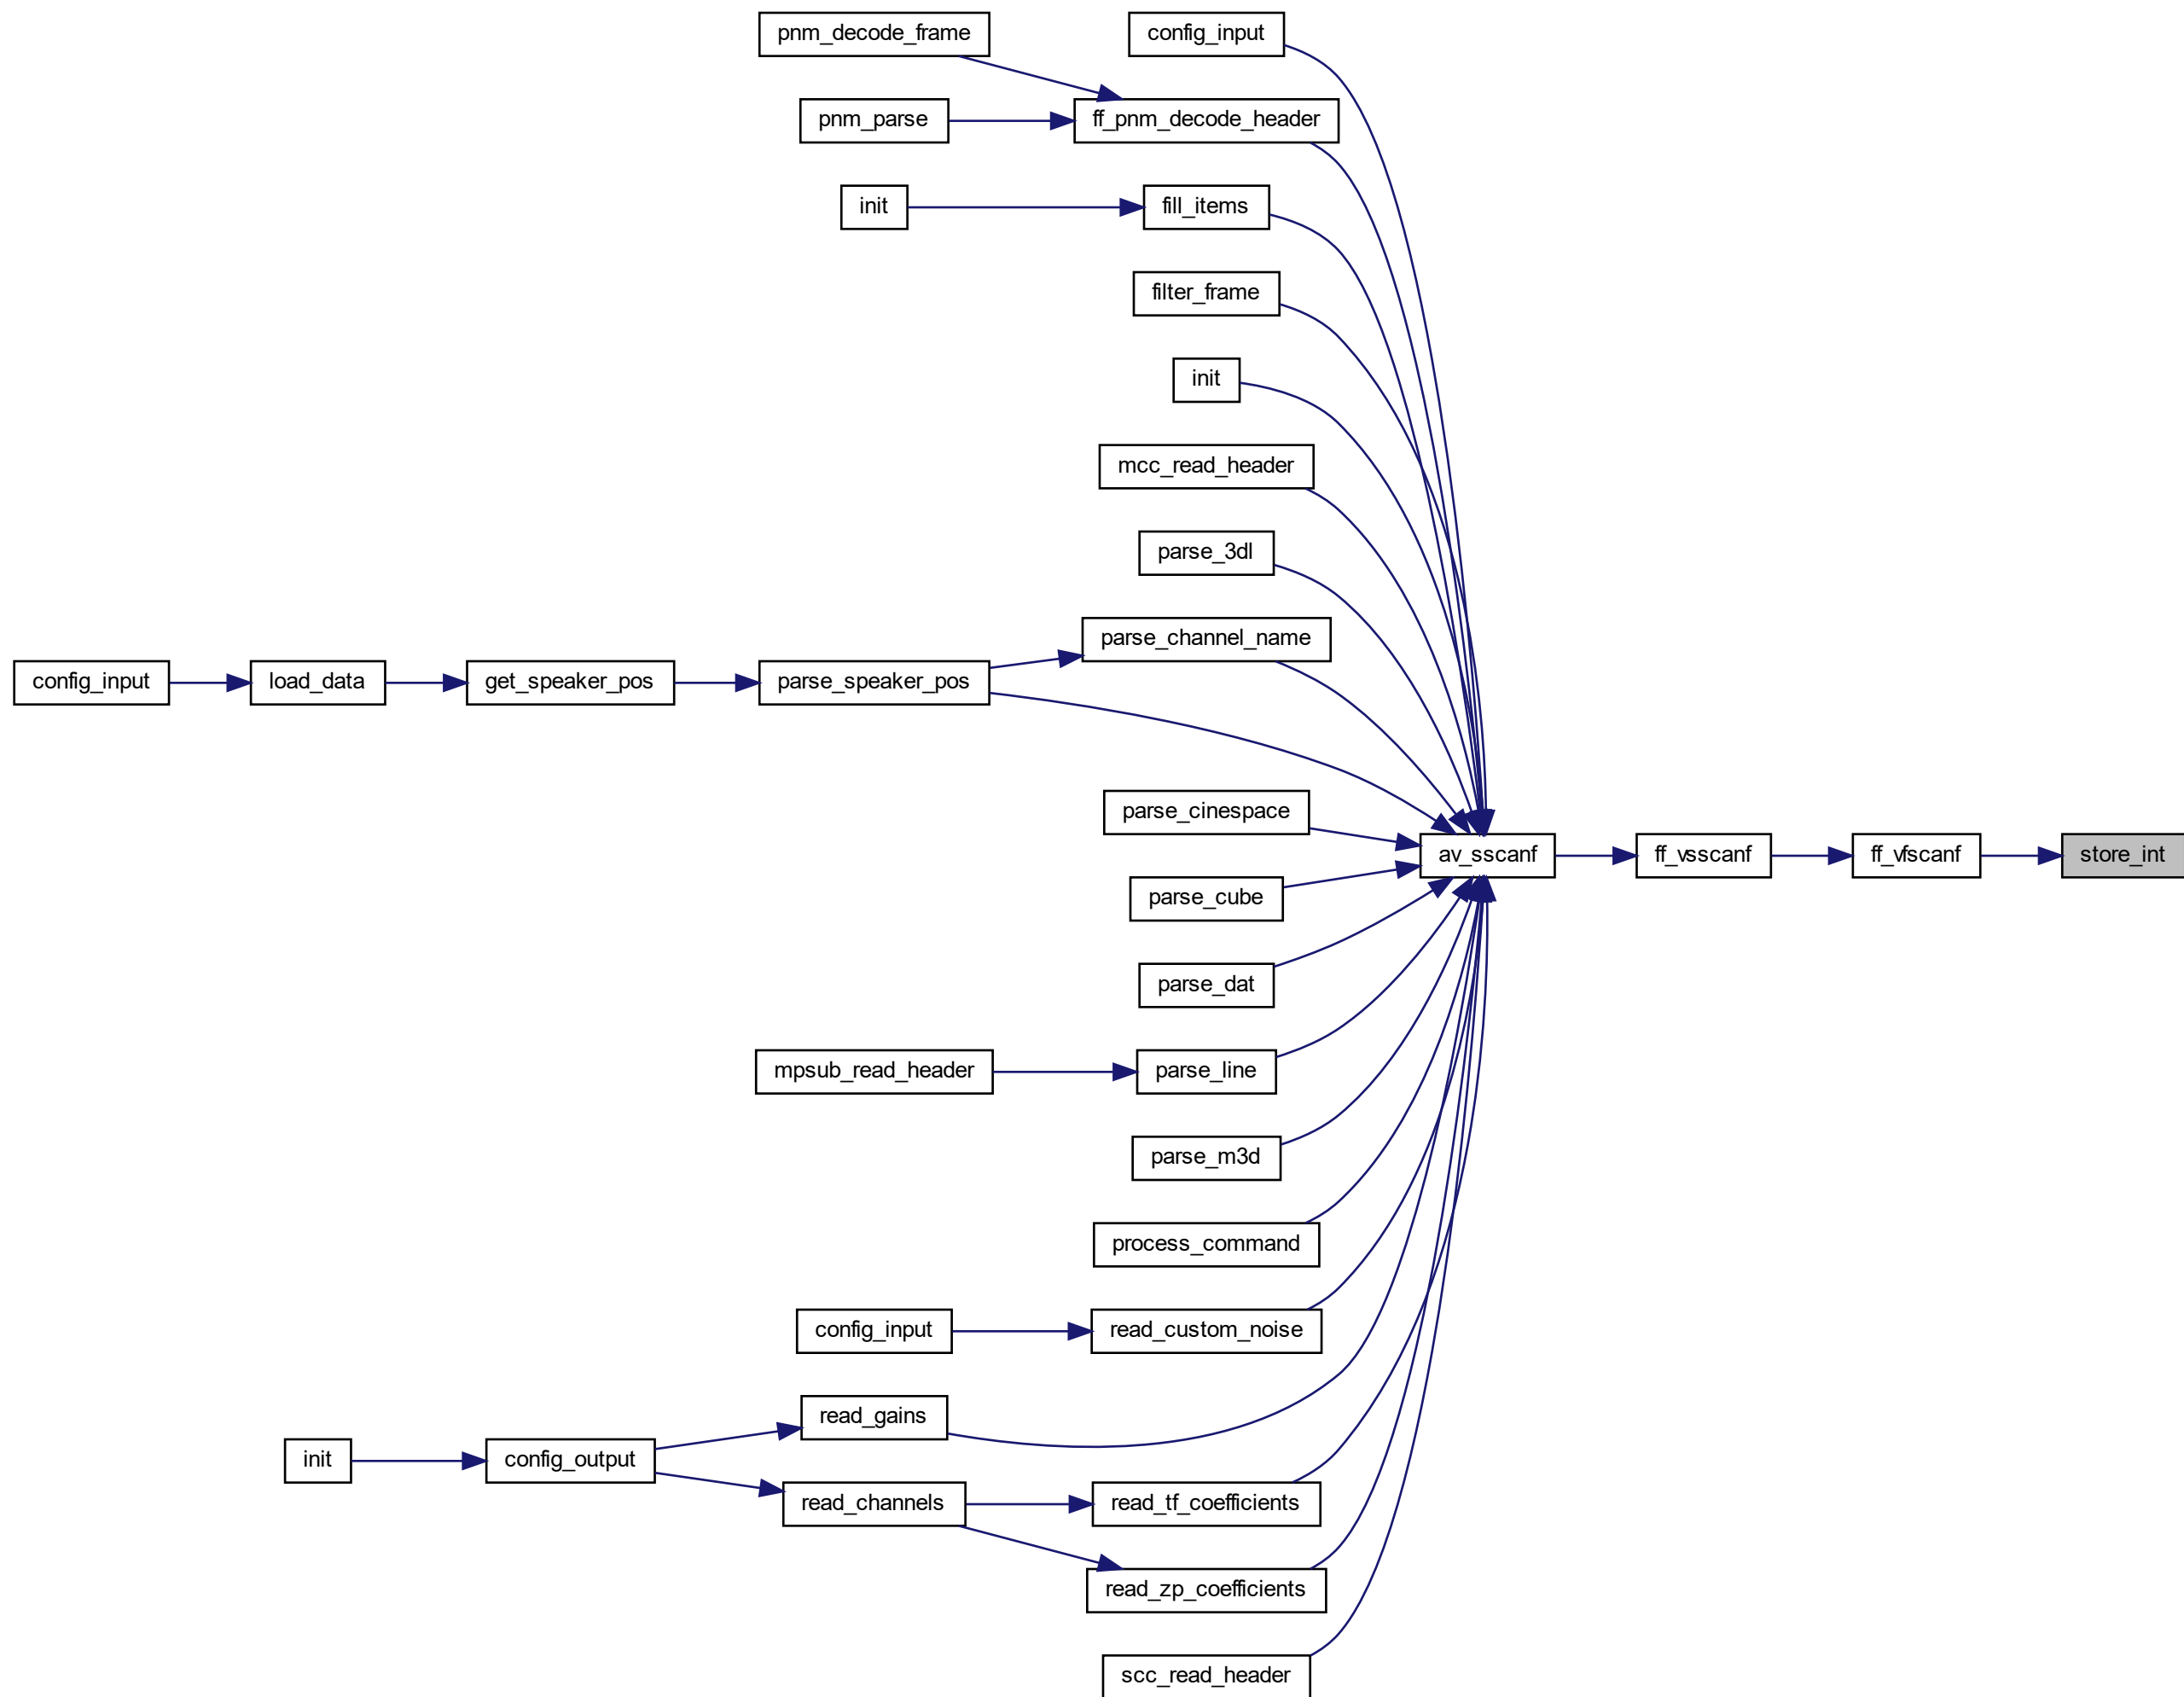 pnm_decode_frame
config_input
pnm_parse
ff_pnm_decode_header
init
fill_items
filter_frame
init
mcc_read_header
parse_3dl
parse_channel_name
config_input
load_data
get_speaker_pos
parse_speaker_pos
parse_cinespace
av_sscanf
ff_vsscanf
ff_vfscanf
store_int
parse_cube
parse_dat
mpsub_read_header
parse_line
parse_m3d
process_command
config_input
read_custom_noise
read_gains
init
config_output
read_channels
read_tf_coefficients
read_zp_coefficients
scc_read_header